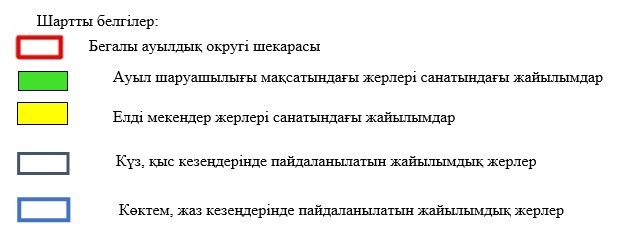 Шартты белгілер:
Бегалы ауылдық округі шекарасы
Ауыл шаруашылығы мақсатындағы жерлері санатындағы жайылымдар
Елді мекендер жерлері санатындағы жайылымдар
Күз, қыс кезеңдерінде пайдаланылатын жайылымдық жерлер
Көктем, жаз кезеңдерінде пайдаланылатын жайылымдық жерлер